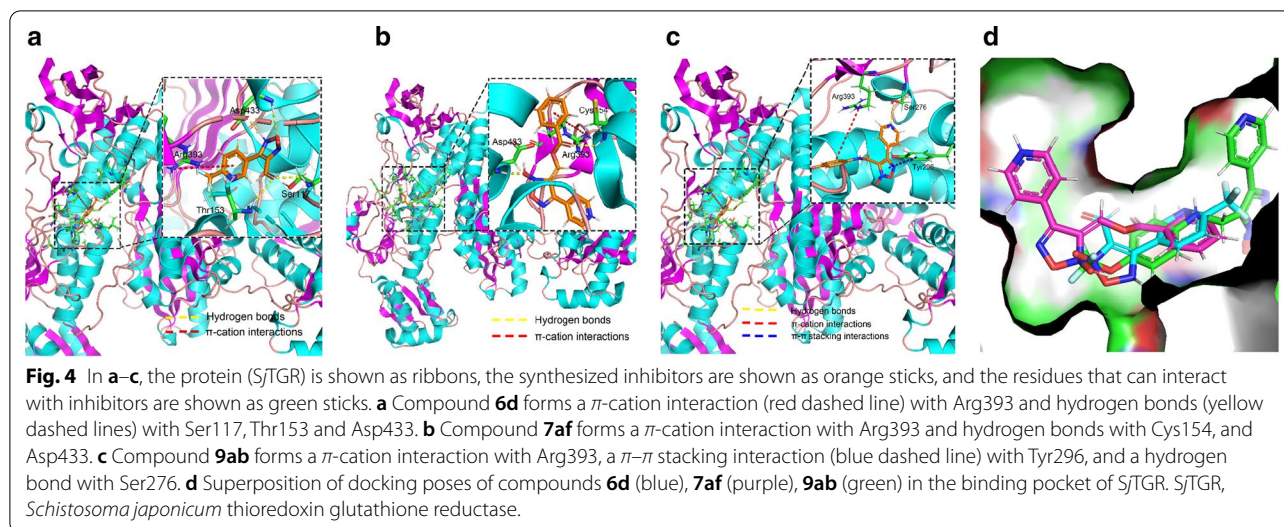 a
b
c
d
Asp433
Arg393
Thr153
Ser117
Hydrogen bonds
π-cation interactions
Cys154
Asp433
Arg393
Hydrogen bonds
π-cation interactions
Arg393
Ser276
Tyr296
Hydrogen bonds
π-cation interactions
π-π stacking interactions
Fig. 4 In a–c, the protein (SjTGR) is shown as ribbons, the synthesized inhibitors are shown as orange sticks, and the residues that can interact
with inhibitors are shown as green sticks. a Compound 6d forms a π-cation interaction (red dashed line) with Arg393 and hydrogen bonds (yellow
dashed lines) with Ser117, Thr153 and Asp433. b Compound 7af forms a π-cation interaction with Arg393 and hydrogen bonds with Cys154, and
Asp433. c Compound 9ab forms a π-cation interaction with Arg393, a π–π stacking interaction (blue dashed line) with Tyr296, and a hydrogen
bond with Ser276. d Superposition of docking poses of compounds 6d (blue), 7af (purple), 9ab (green) in the binding pocket of SjTGR. SjTGR,
Schistosoma japonicum thioredoxin glutathione reductase.